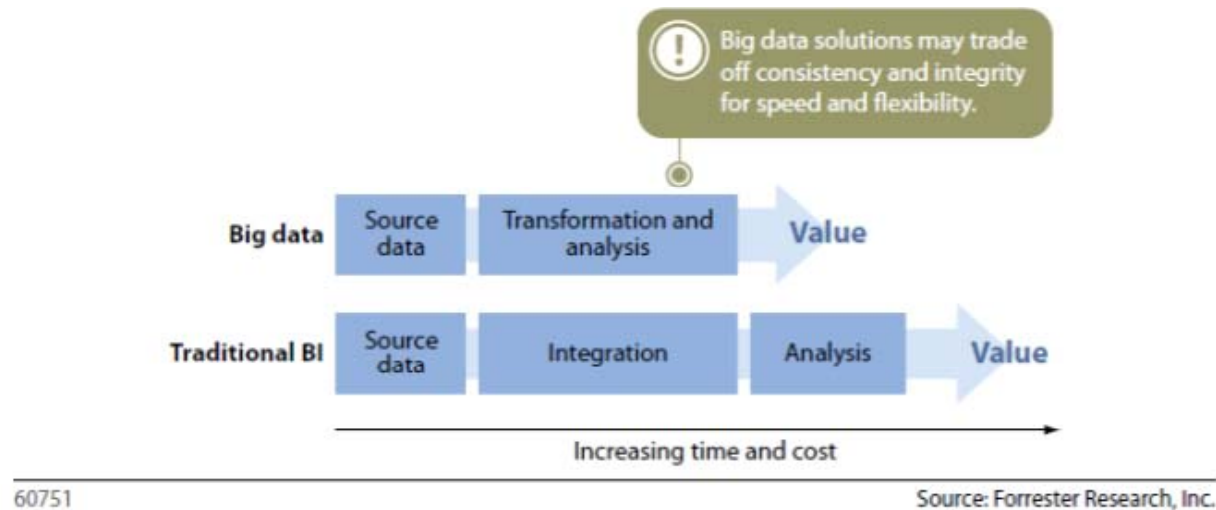 !
Big data solutions may trade
off consistency and integrity
for speed and flexibility.
Big data
Source
data
Transformation and
analysis
Value
Traditional BI
Source
data
Integration
Analysis
Value
Increasing time and cost
60751
Source: Forrester Research, Inc.